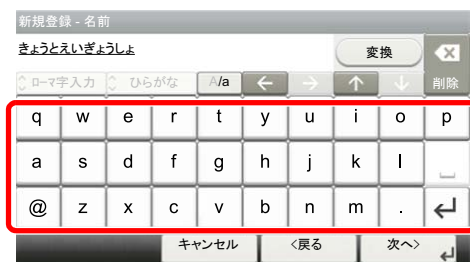 新規登録 - 名前
きょうとえいぎょうしょ
変換
ローマ字入力 ひらがな A/a ← → ↑ ↓ 削除
q w e r t y u i o p
a s d f g h j k l
@ z x c v b n m .
キャンセル <戻る 次へ>